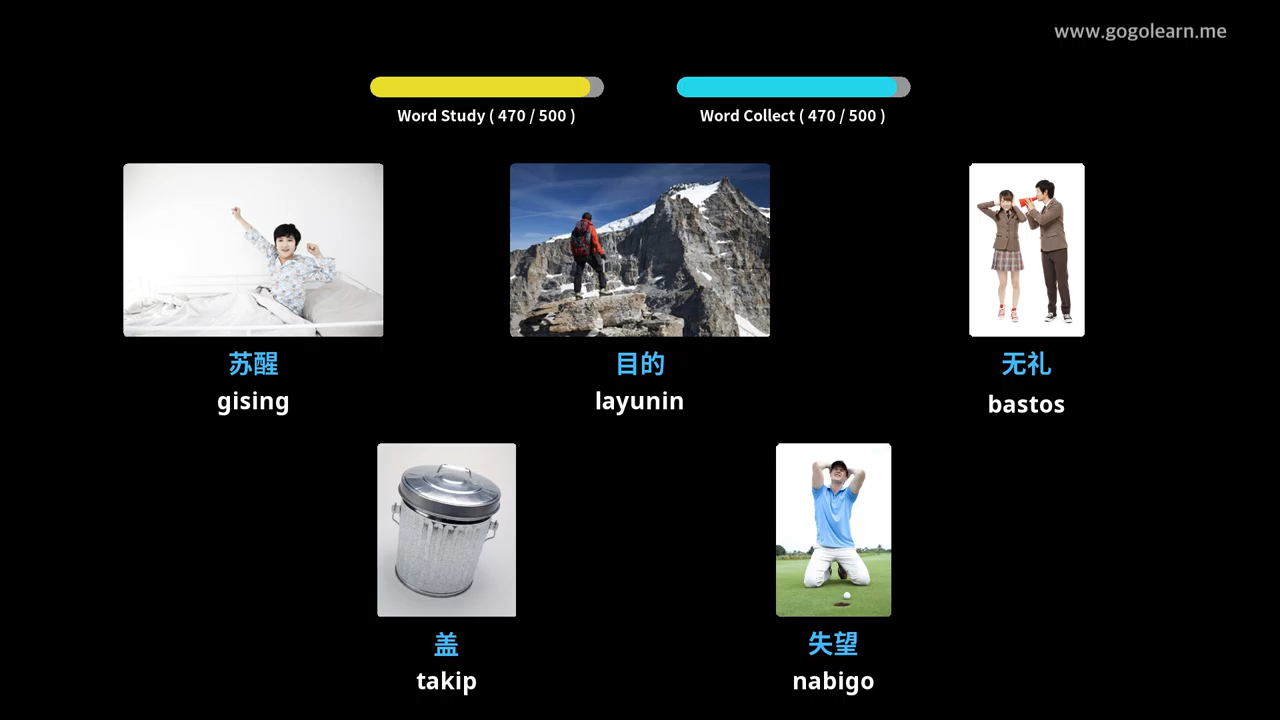 www.gogolearn.me
Word Study ( 470 / 500 )
Word Collect ( 470 / 500 )
苏醒
gising
目的
layunin
无礼
bastos
盖
takip
失望
nabigo